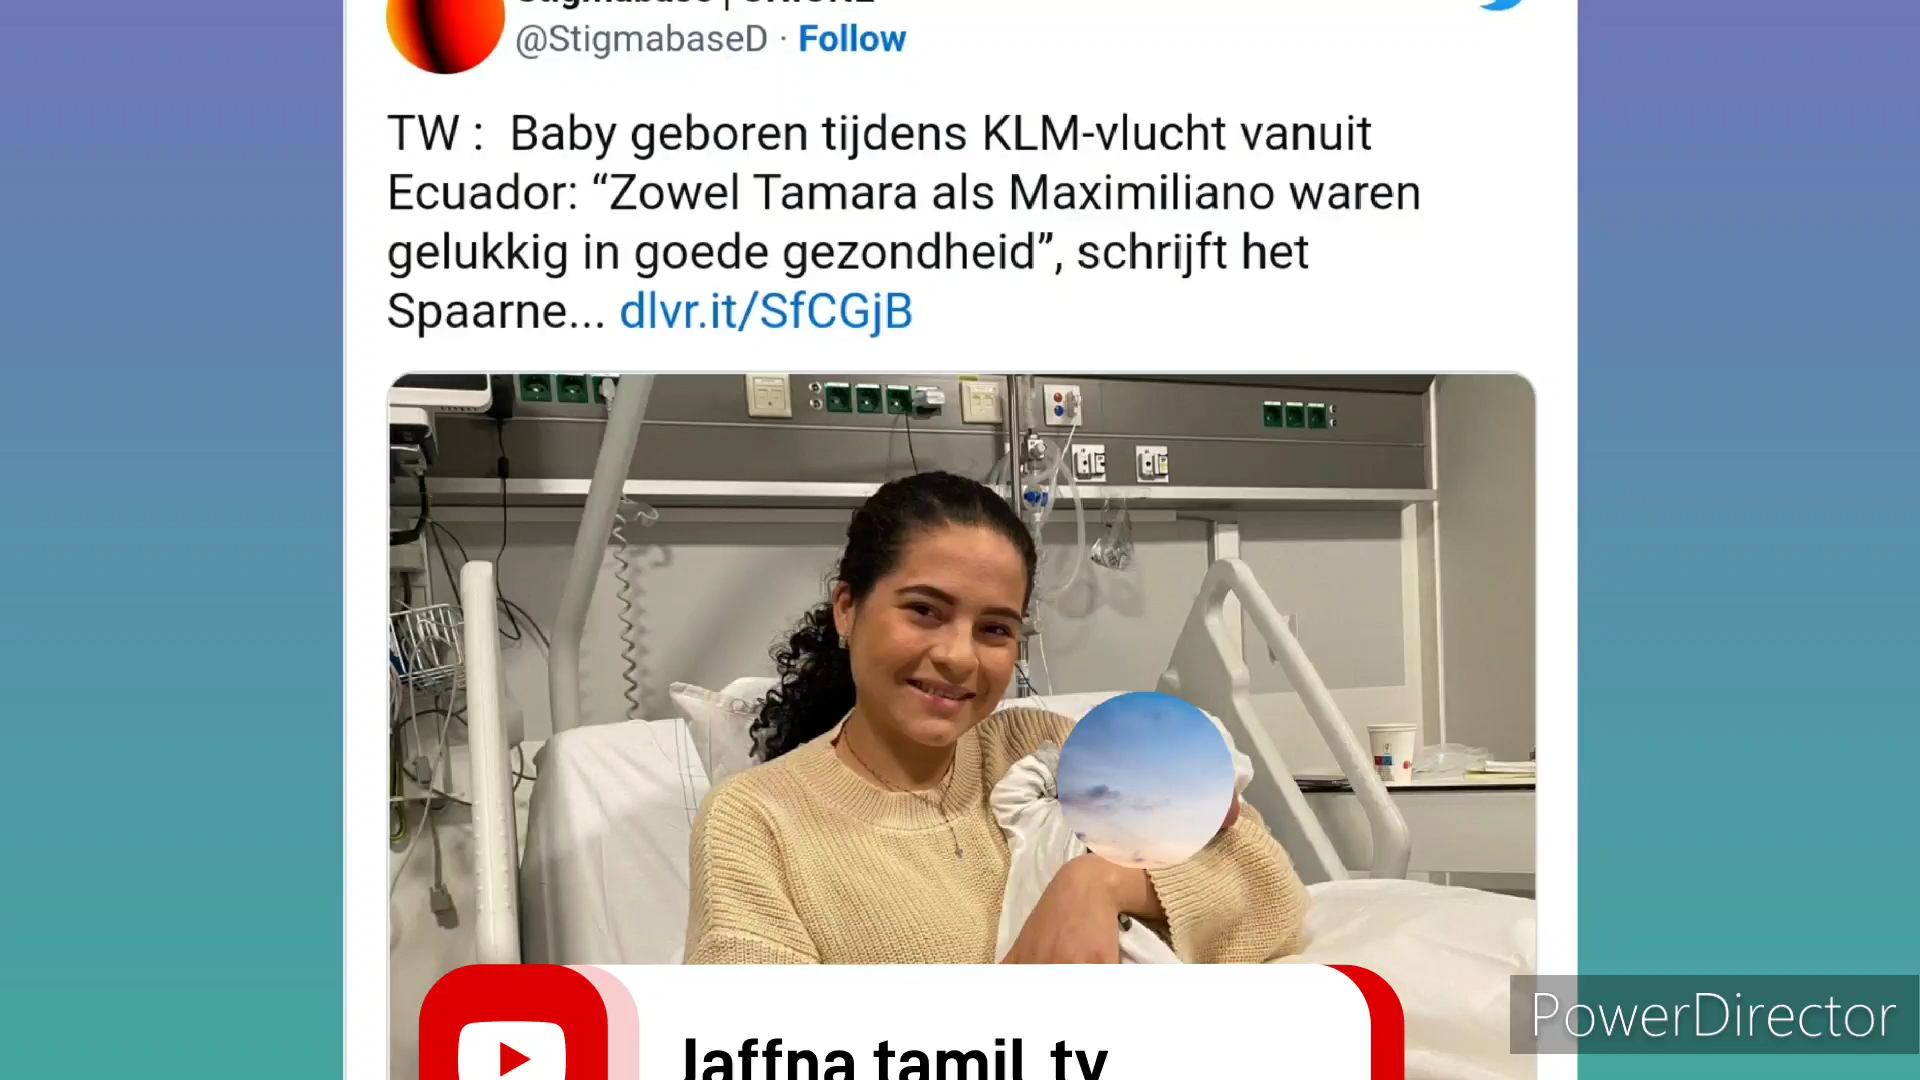 @StigmabaseD · Follow
TW : Baby geboren tijdens KLM-vlucht vanuit
Ecuador: “Zowel Tamara als Maximiliano waren
gelukkig in goede gezondheid”, schrijft het
Spaarne... dlvr.it/SfCGjB
PowerDirector
Jaffna tamil tv